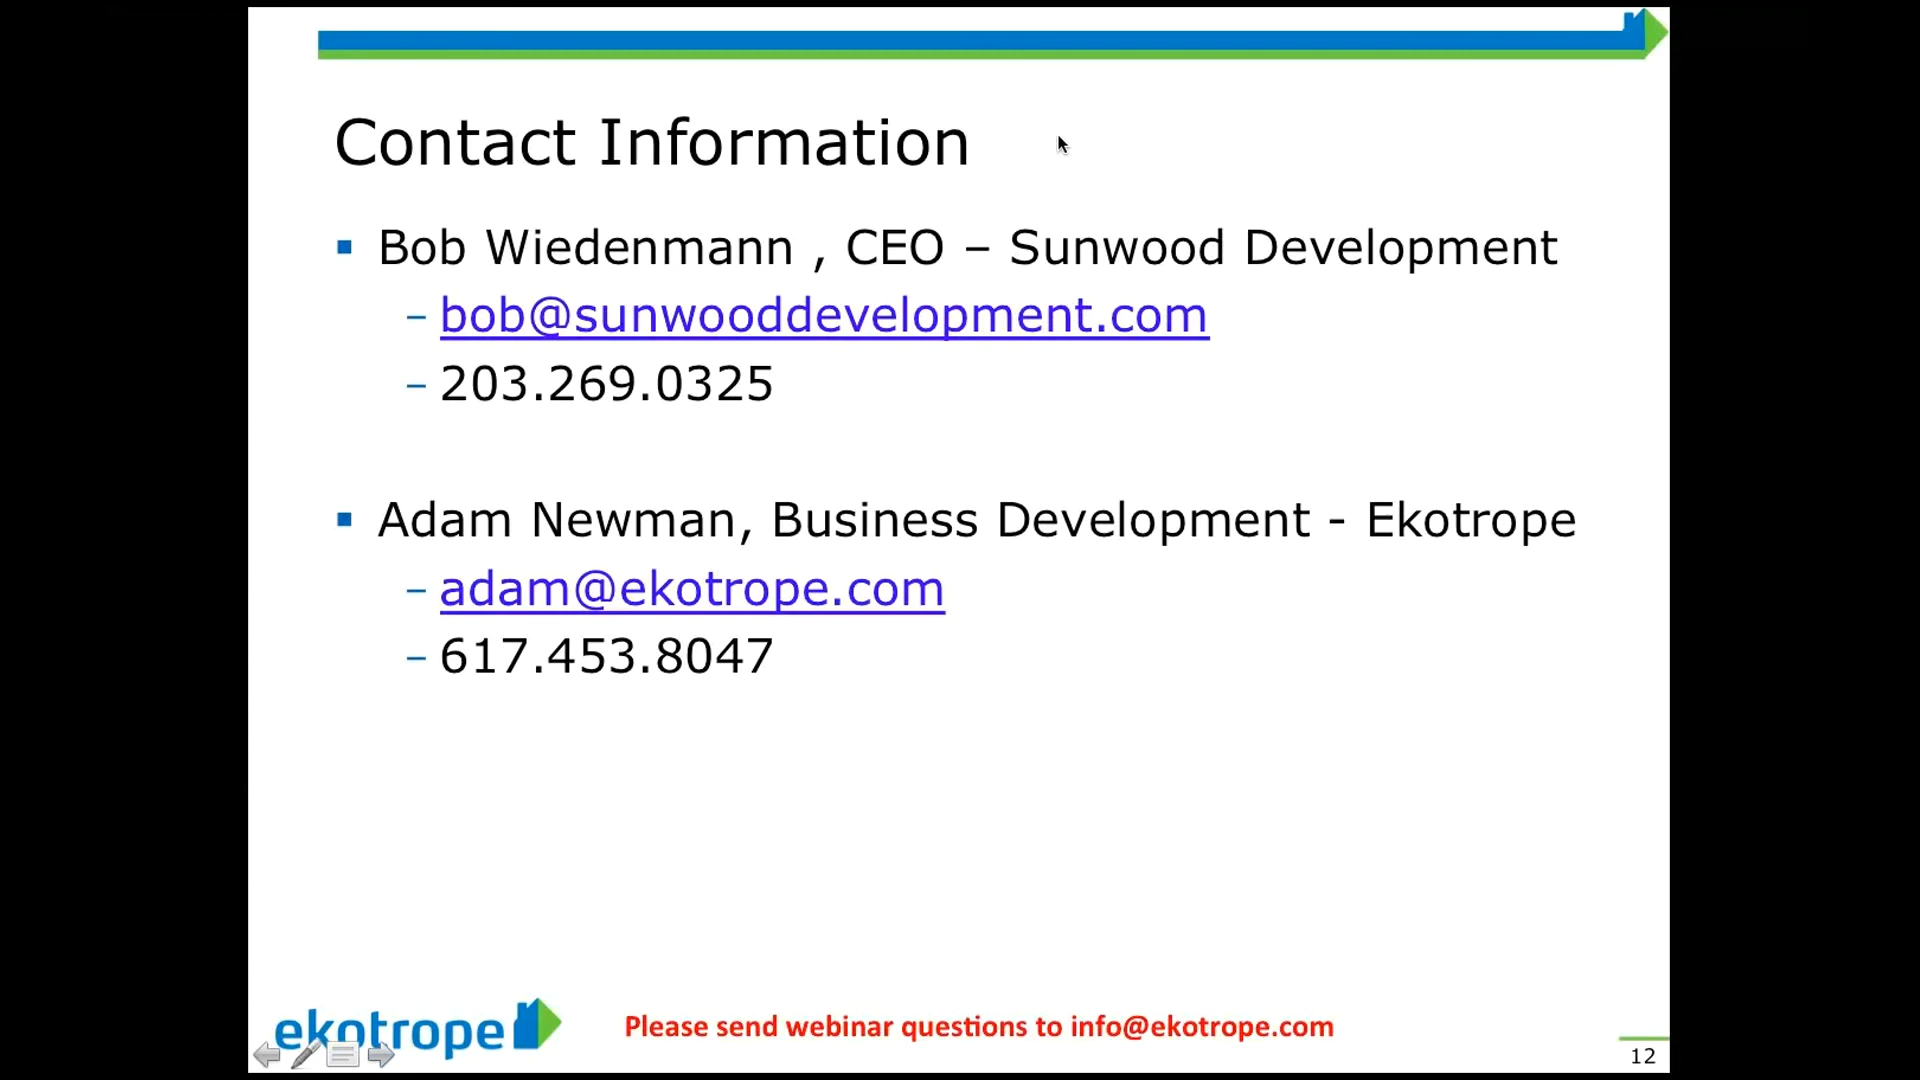 Contact Information
▪ Bob Wiedenmann , CEO – Sunwood Development
– bob@sunwooddevelopment.com
– 203.269.0325
▪ Adam Newman, Business Development - Ekotrope
– adam@ekotrope.com
– 617.453.8047
ekotrope
Please send webinar questions to info@ekotrope.com
12